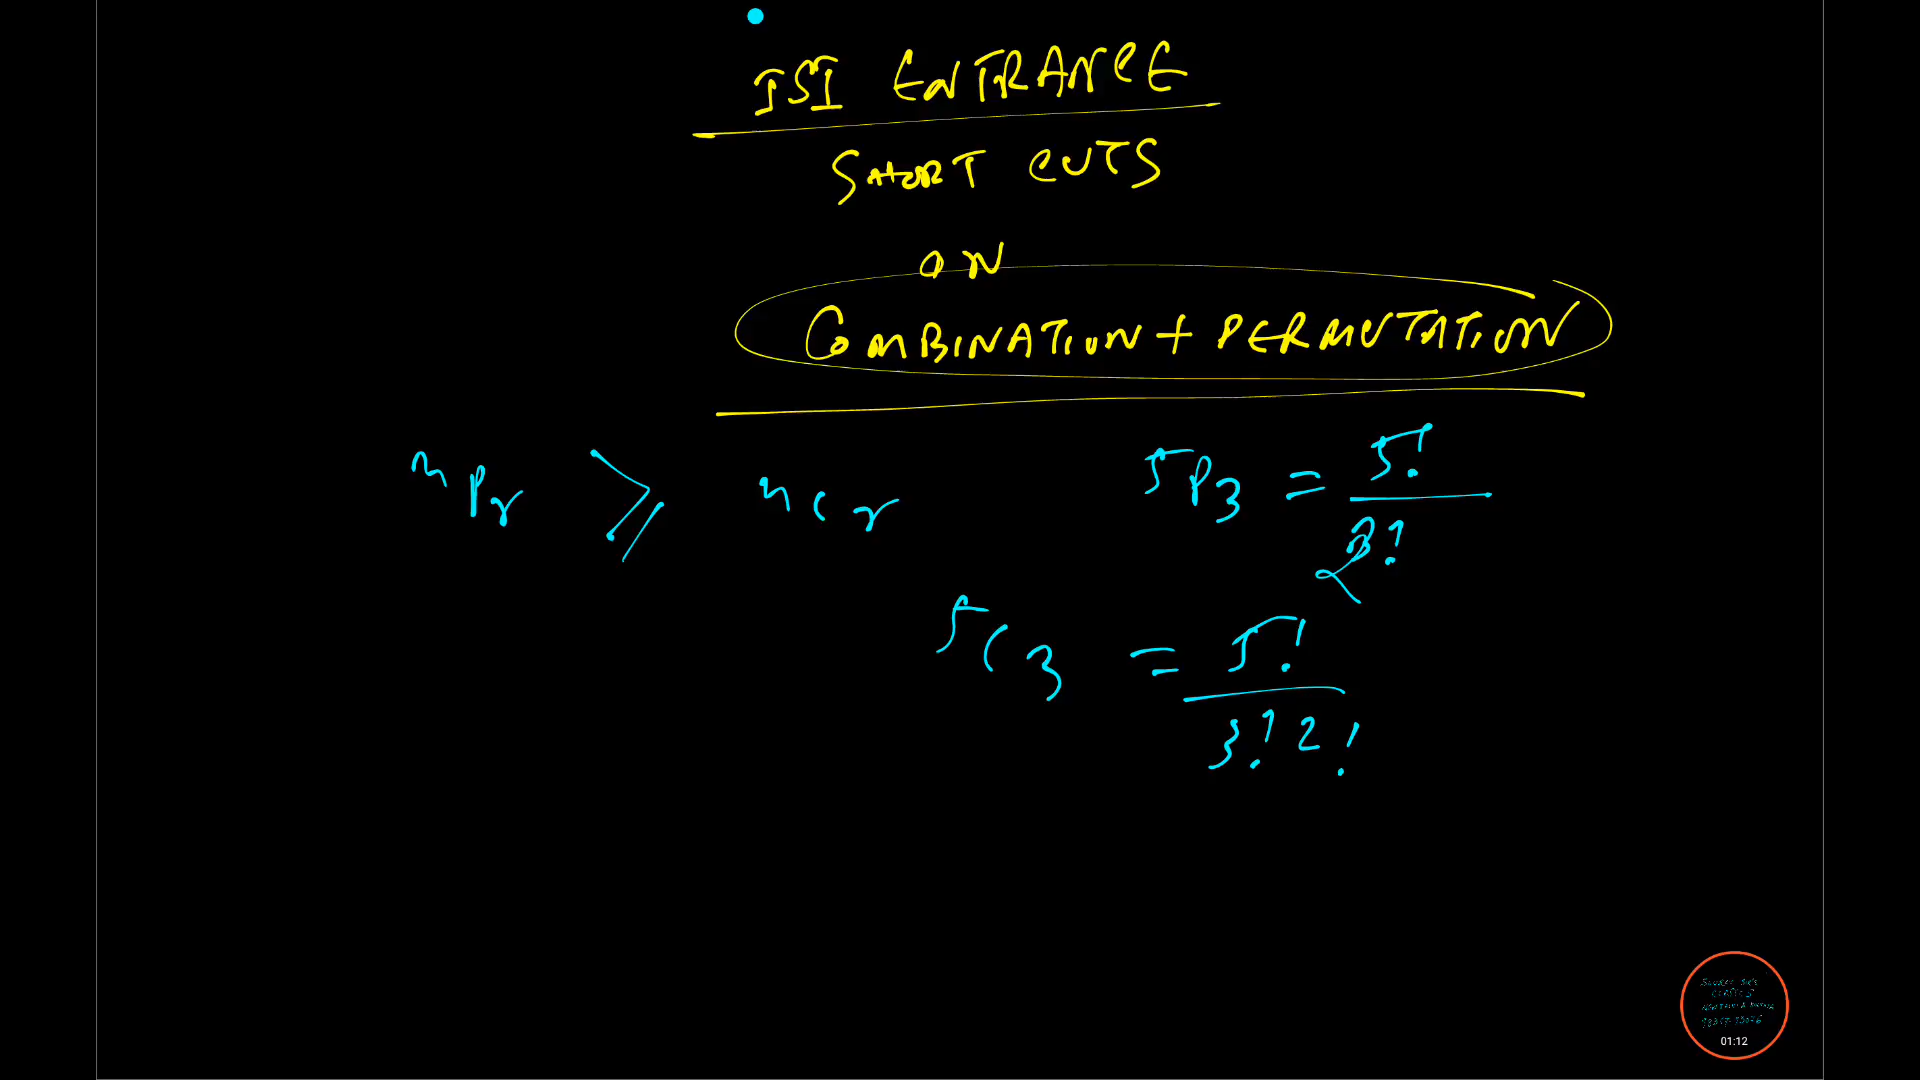 ISI ENTRANCE
SHORT CUTS
ON
COMBINATION + PERMUTATION
nPr ⩾ nCr
5P3 = 5! / 2!
5C3 = 5! / 3! 2!
01:12